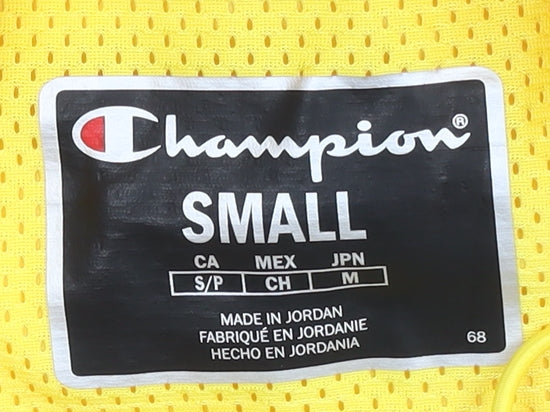 Champion®
SMALL
CA MEX JPN
S/P CH M
MADE IN JORDAN
FABRIQUÉ EN JORDANIE
HECHO EN JORDANIA
68